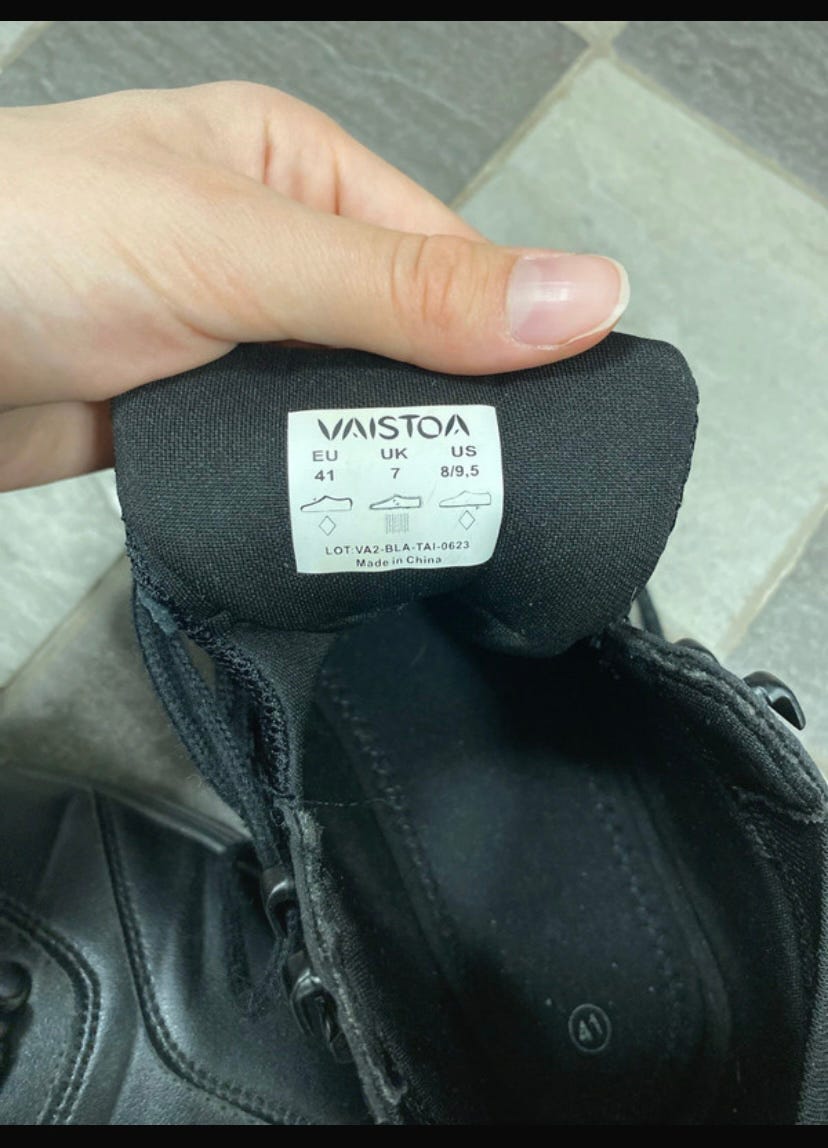 VAISTOA
EU UK US
41 7 8/9,5
LOT:VA2-BLA-TAI-0623
Made in China
41